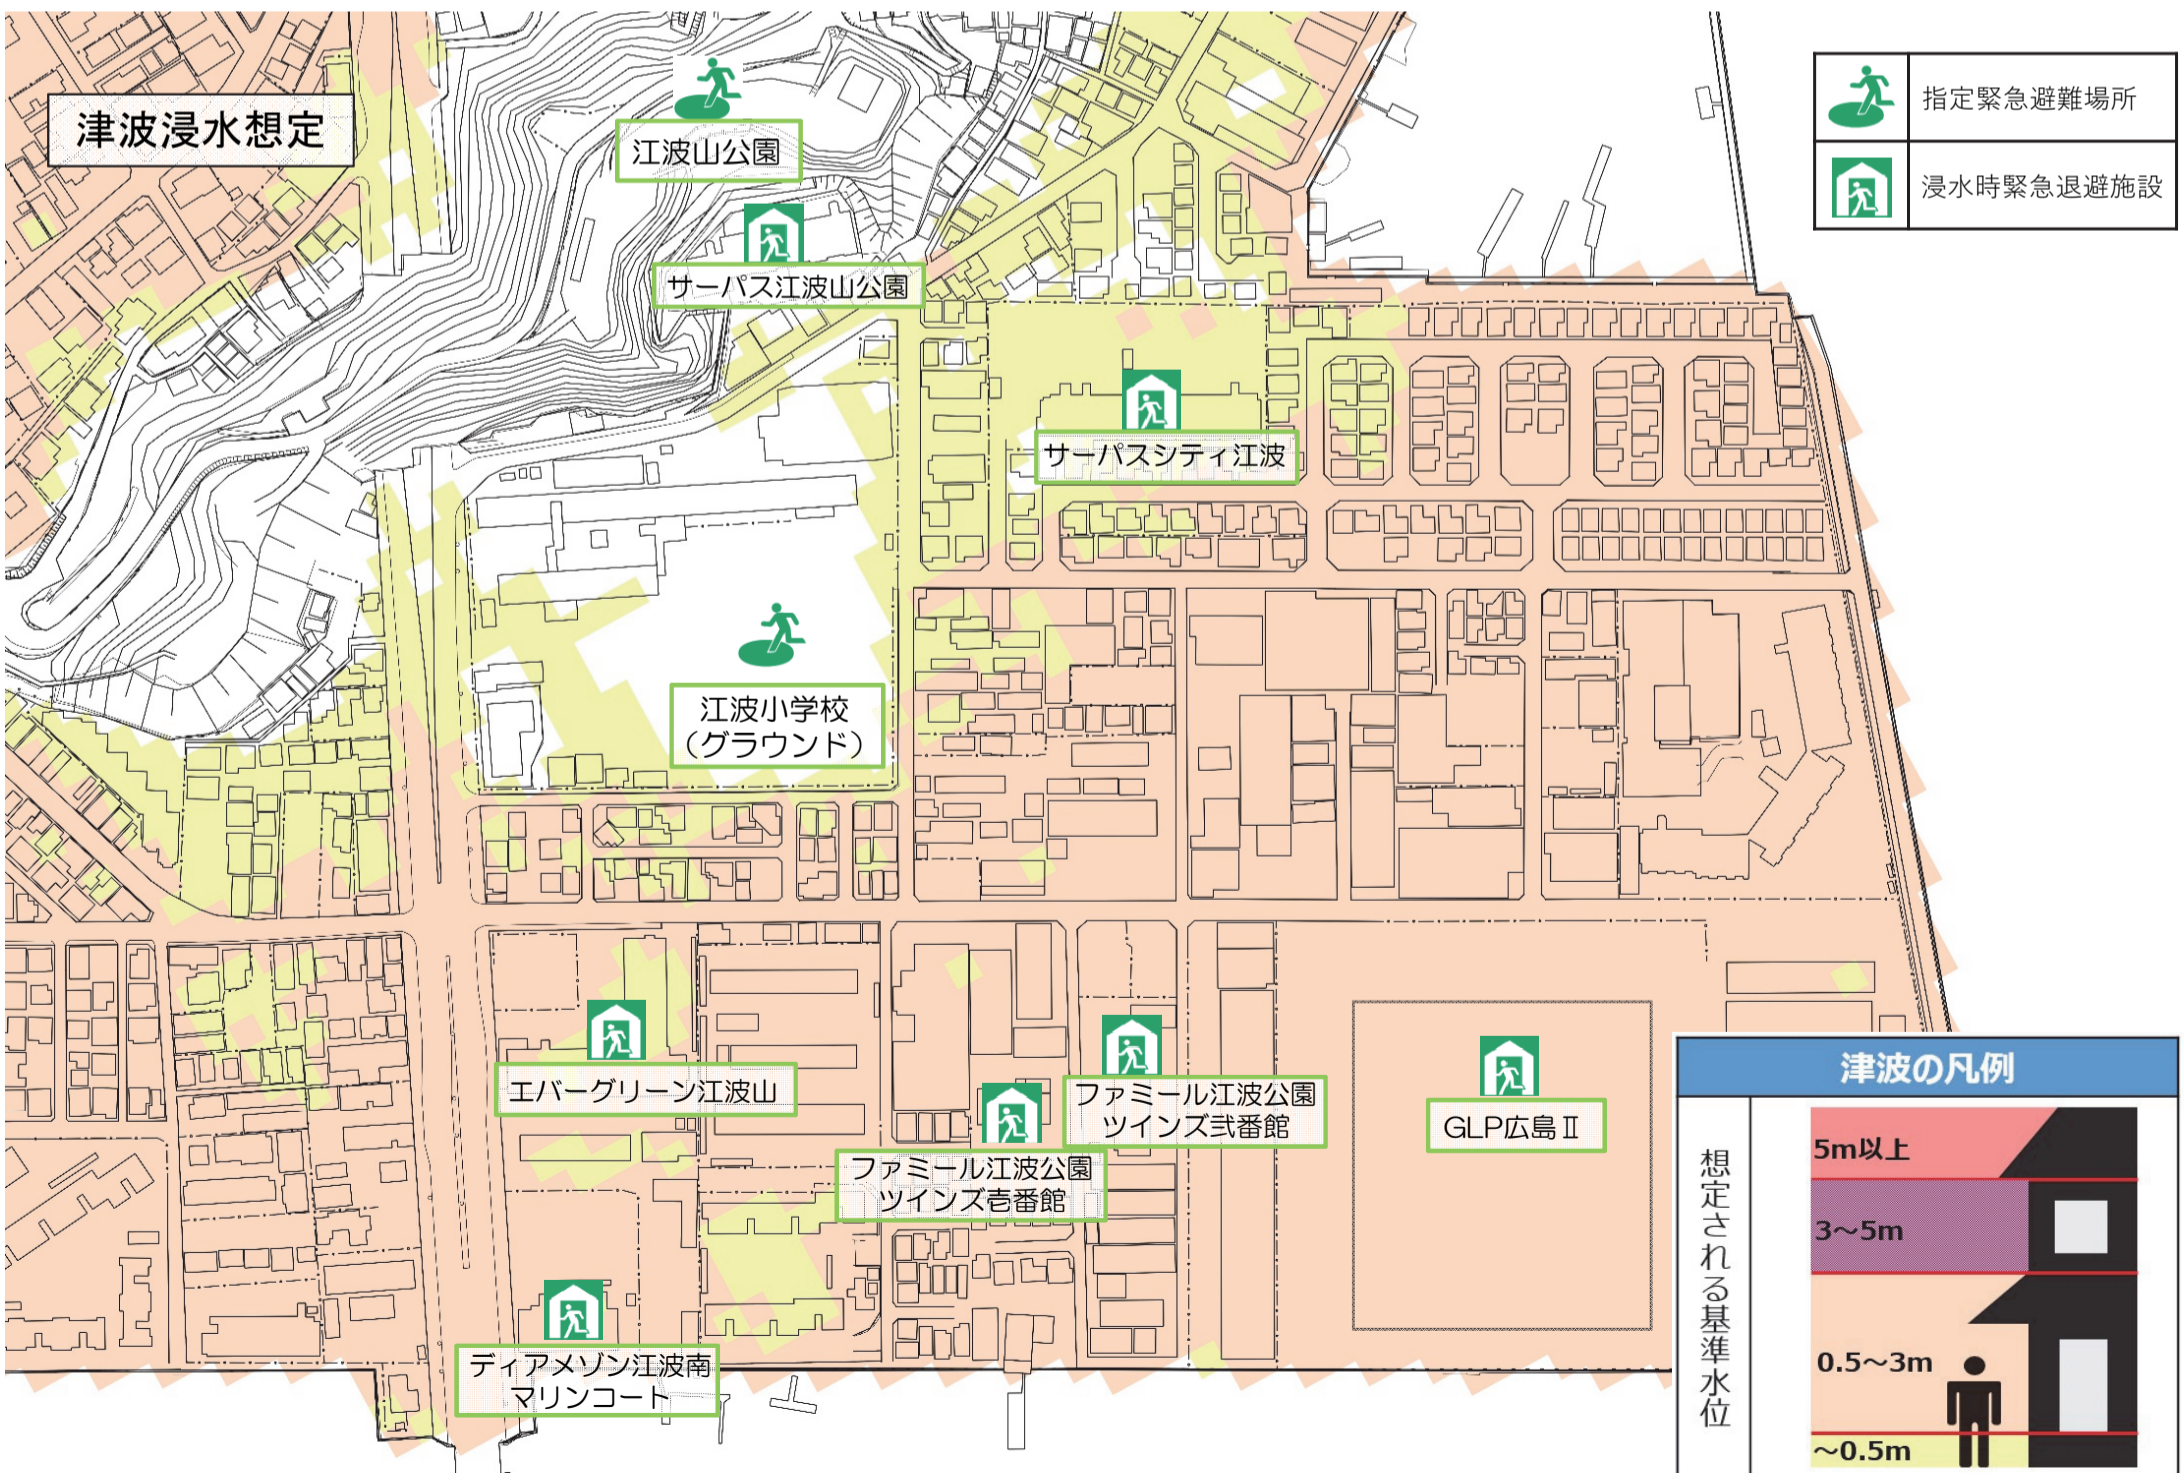 津波浸水想定
指定緊急避難場所
浸水時緊急退避施設
江波山公園
サーパス江波山公園
サーパスシティ江波
江波小学校
（グラウンド）
エバーグリーン江波山
ファミール江波公園
ツインズ弐番館
GLP広島Ⅱ
ファミール江波公園
ツインズ壱番館
ディアメゾン江波南
マリンコート
津波の凡例
想定される基準水位
5m以上
3～5m
0.5～3m
～0.5m